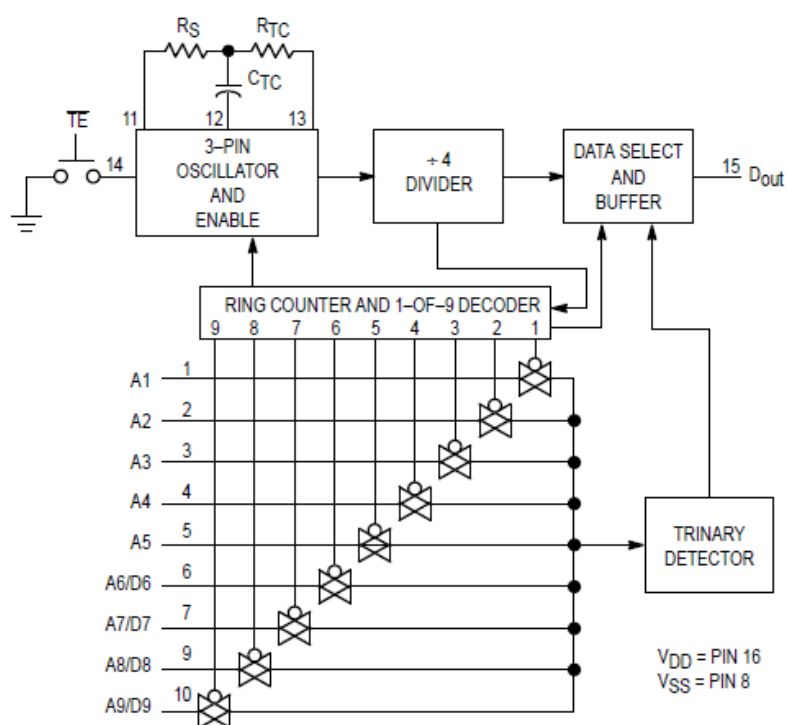 RS RTC
CTC
11 12 13
TE
14
3–PIN
OSCILLATOR
AND
ENABLE
÷ 4
DIVIDER
DATA SELECT
AND
BUFFER
15 Dout
RING COUNTER AND 1–OF–9 DECODER
9 8 7 6 5 4 3 2 1
A1 1
A2 2
A3 3
A4 4
A5 5
A6/D6 6
A7/D7 7
A8/D8 9
A9/D9 10
TRINARY
DETECTOR
VDD = PIN 16
VSS = PIN 8